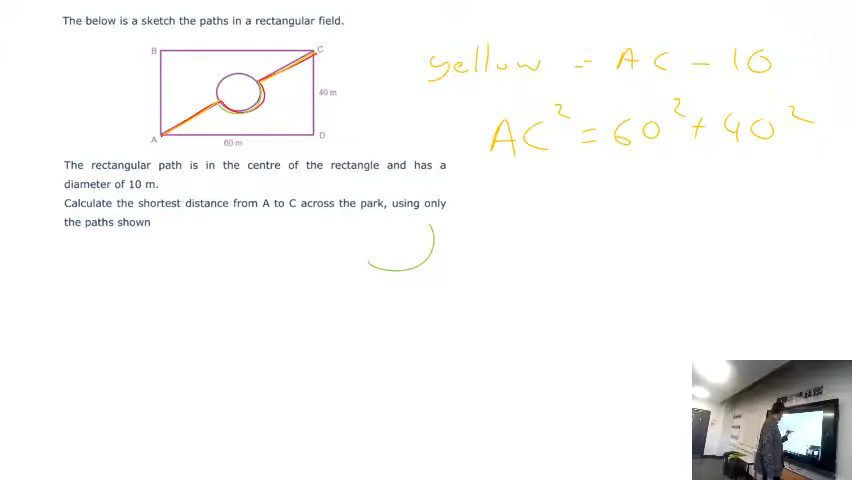 The below is a sketch the paths in a rectangular field.
B
C
40 m
A
D
60 m
The rectangular path is in the centre of the rectangle and has a
diameter of 10 m.
Calculate the shortest distance from A to C across the park, using only
the paths shown
yellow = AC - 10
AC² = 60² + 40²